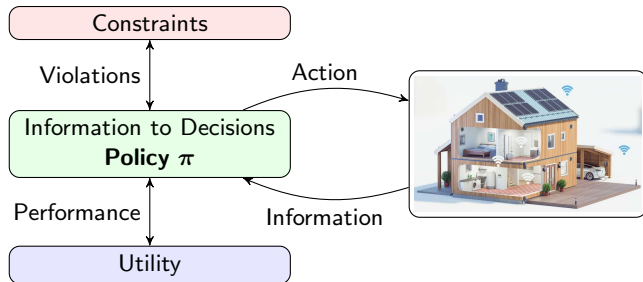 Constraints
Violations
Action
Information to Decisions
Policy π
Performance
Information
Utility